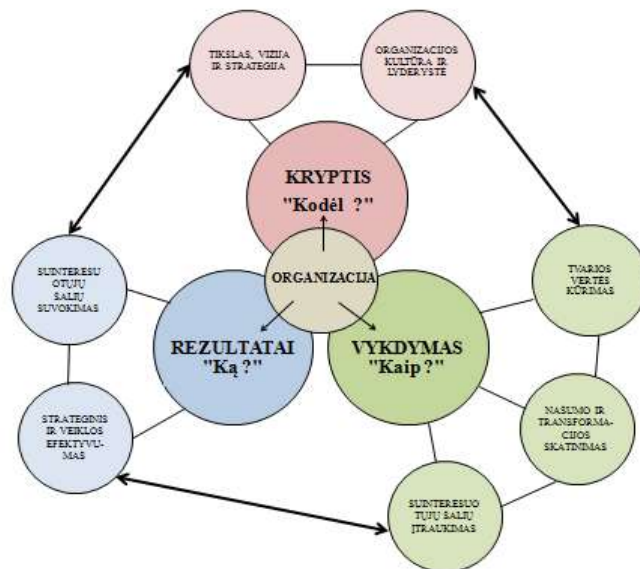 TIKSLAS, VIZIJA
IR STRATEGIJA
ORGANIZACIJOS
KULTŪRA IR
LYDERYSTĖ
KRYPTIS
"Kodėl ?"
ORGANIZACIJA
SUINTERESU
OTŲJŲ
ŠALIŲ
SUVOKIMAS
TVARIOS
VERTĖS
KŪRIMAS
REZULTATAI
"Ką ?"
VYKDYMAS
"Kaip ?"
STRATEGINIS
IR VEIKLOS
EFEKTYVU-
MAS
NAŠUMO IR
TRANSFORMA-
CIJOS
SKATINIMAS
SUINTERESUO
TŲJŲ ŠALIŲ
ĮTRAUKIMAS